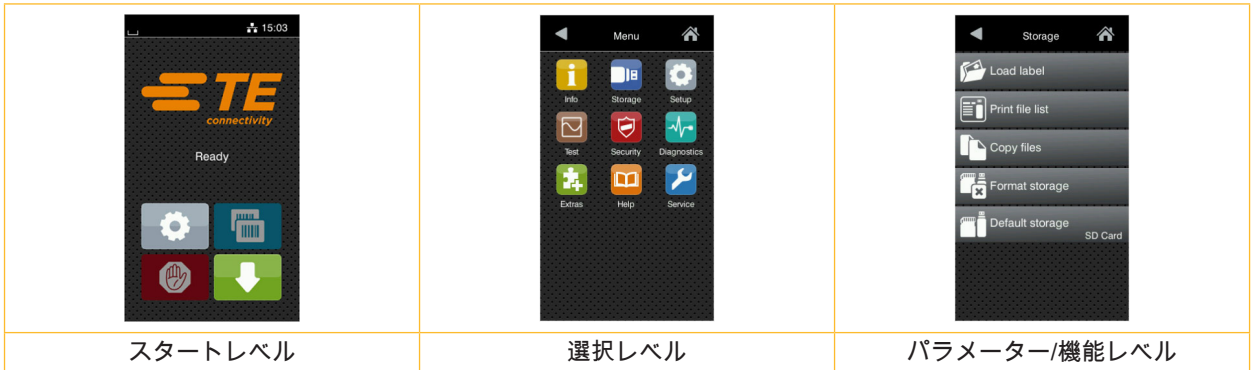 15:03
TE
connectivity
Ready
Menu
Info Storage Setup
Test Security Diagnostics
Extras Help Service
Storage
Load label
Print file list
Copy files
Format storage
Default storage
SD Card
スタートレベル
選択レベル
パラメーター/機能レベル